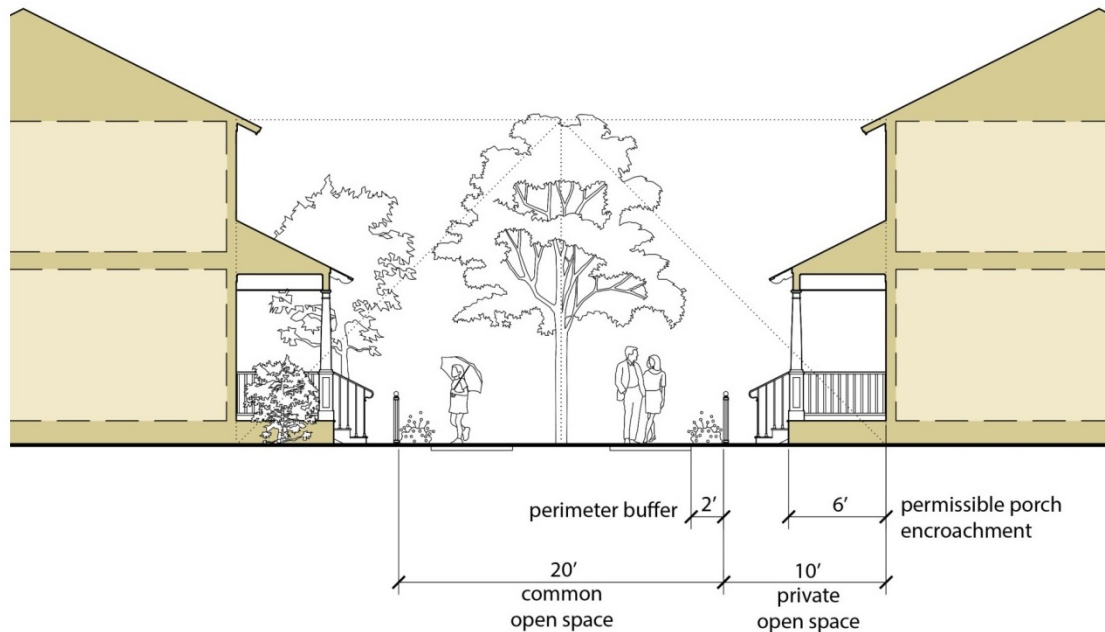 perimeter buffer
2′
6′
permissible porch
encroachment
20′
common
open space
10′
private
open space